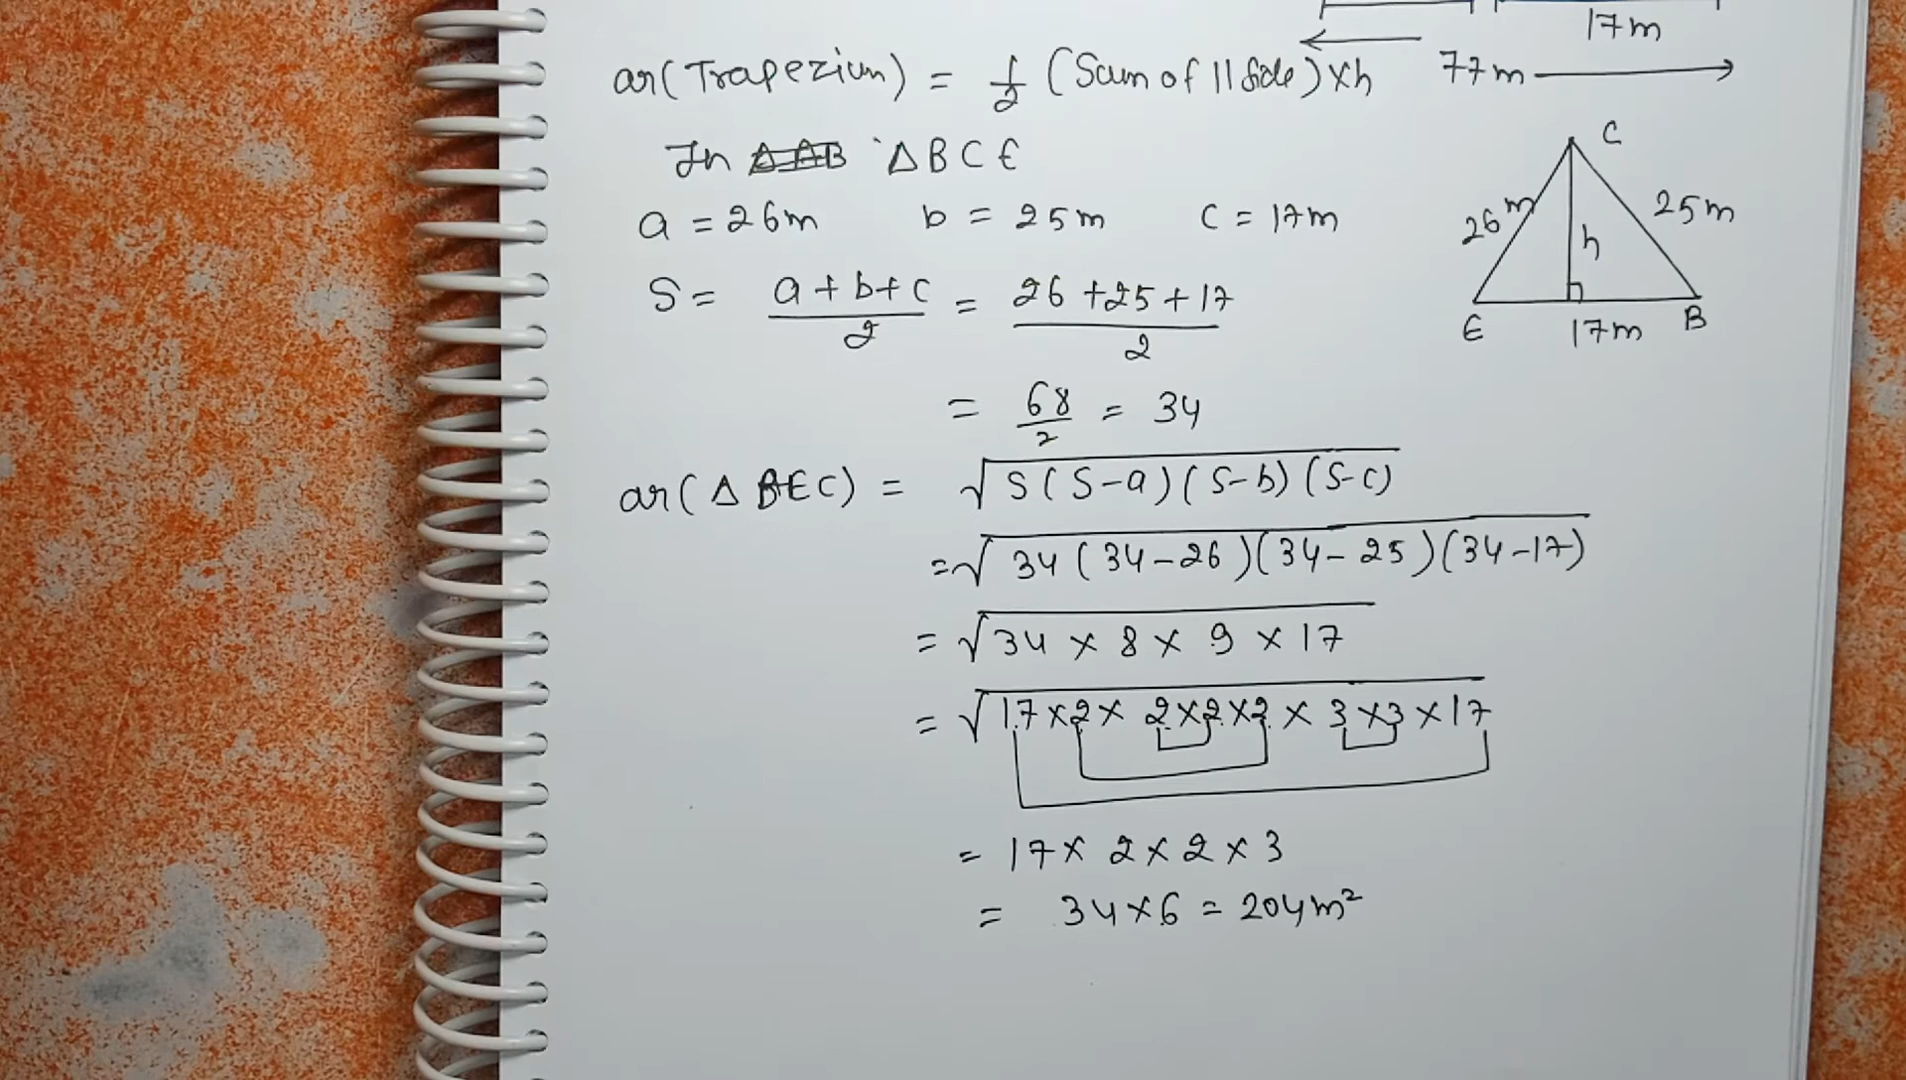 17m
77m
ar(Trapezium) = 1/2 (Sum of || Side) × h
In ΔAB ΔBCE
a = 26m b = 25m c = 17m
S = a+b+c/2 = 26+25+17/2
= 68/2 = 34
ar(ΔBEC) = √S(S-a)(S-b)(S-c)
= √34(34-26)(34-25)(34-17)
= √34 × 8 × 9 × 17
= √17×2× 2×2×2 × 3×3×17
= 17× 2×2×3
= 34×6 = 204m²
C
26m
25m
h
E
17m
B